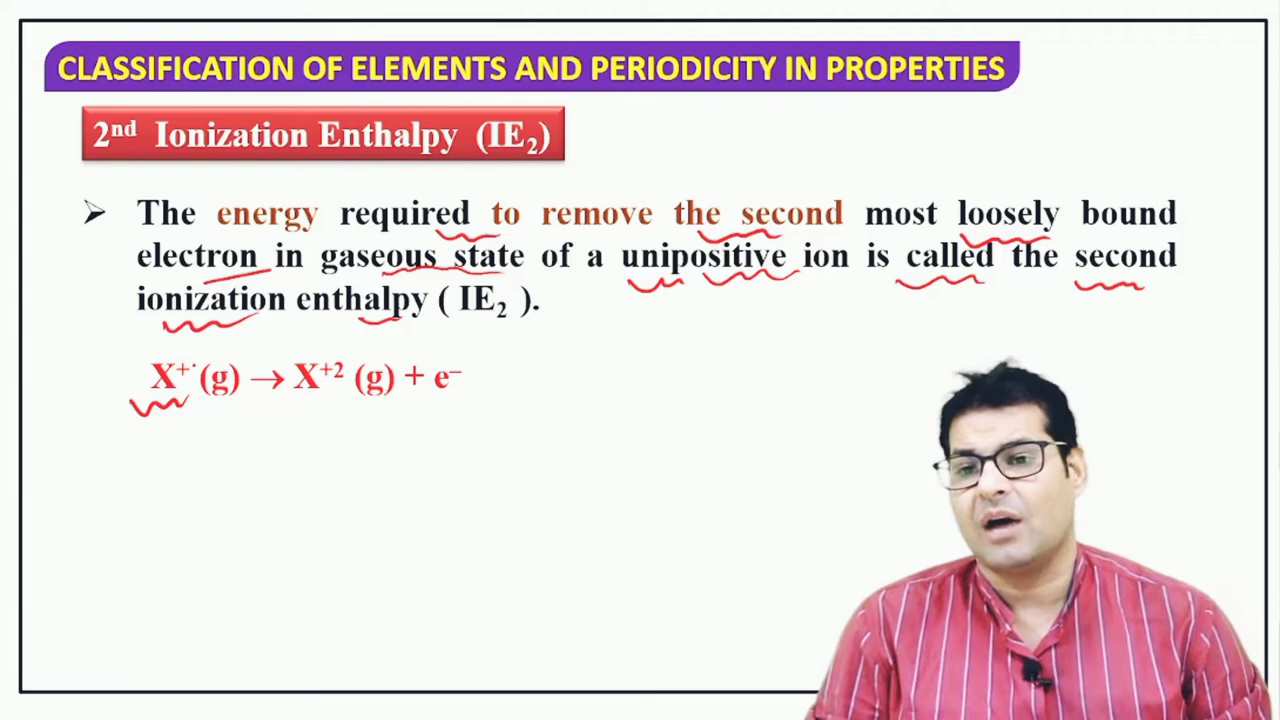 CLASSIFICATION OF ELEMENTS AND PERIODICITY IN PROPERTIES
2nd Ionization Enthalpy (IE₂)
➢ The energy required to remove the second most loosely bound
electron in gaseous state of a unipositive ion is called the second
ionization enthalpy ( IE₂ ).
X⁺˙(g) → X⁺² (g) + e⁻